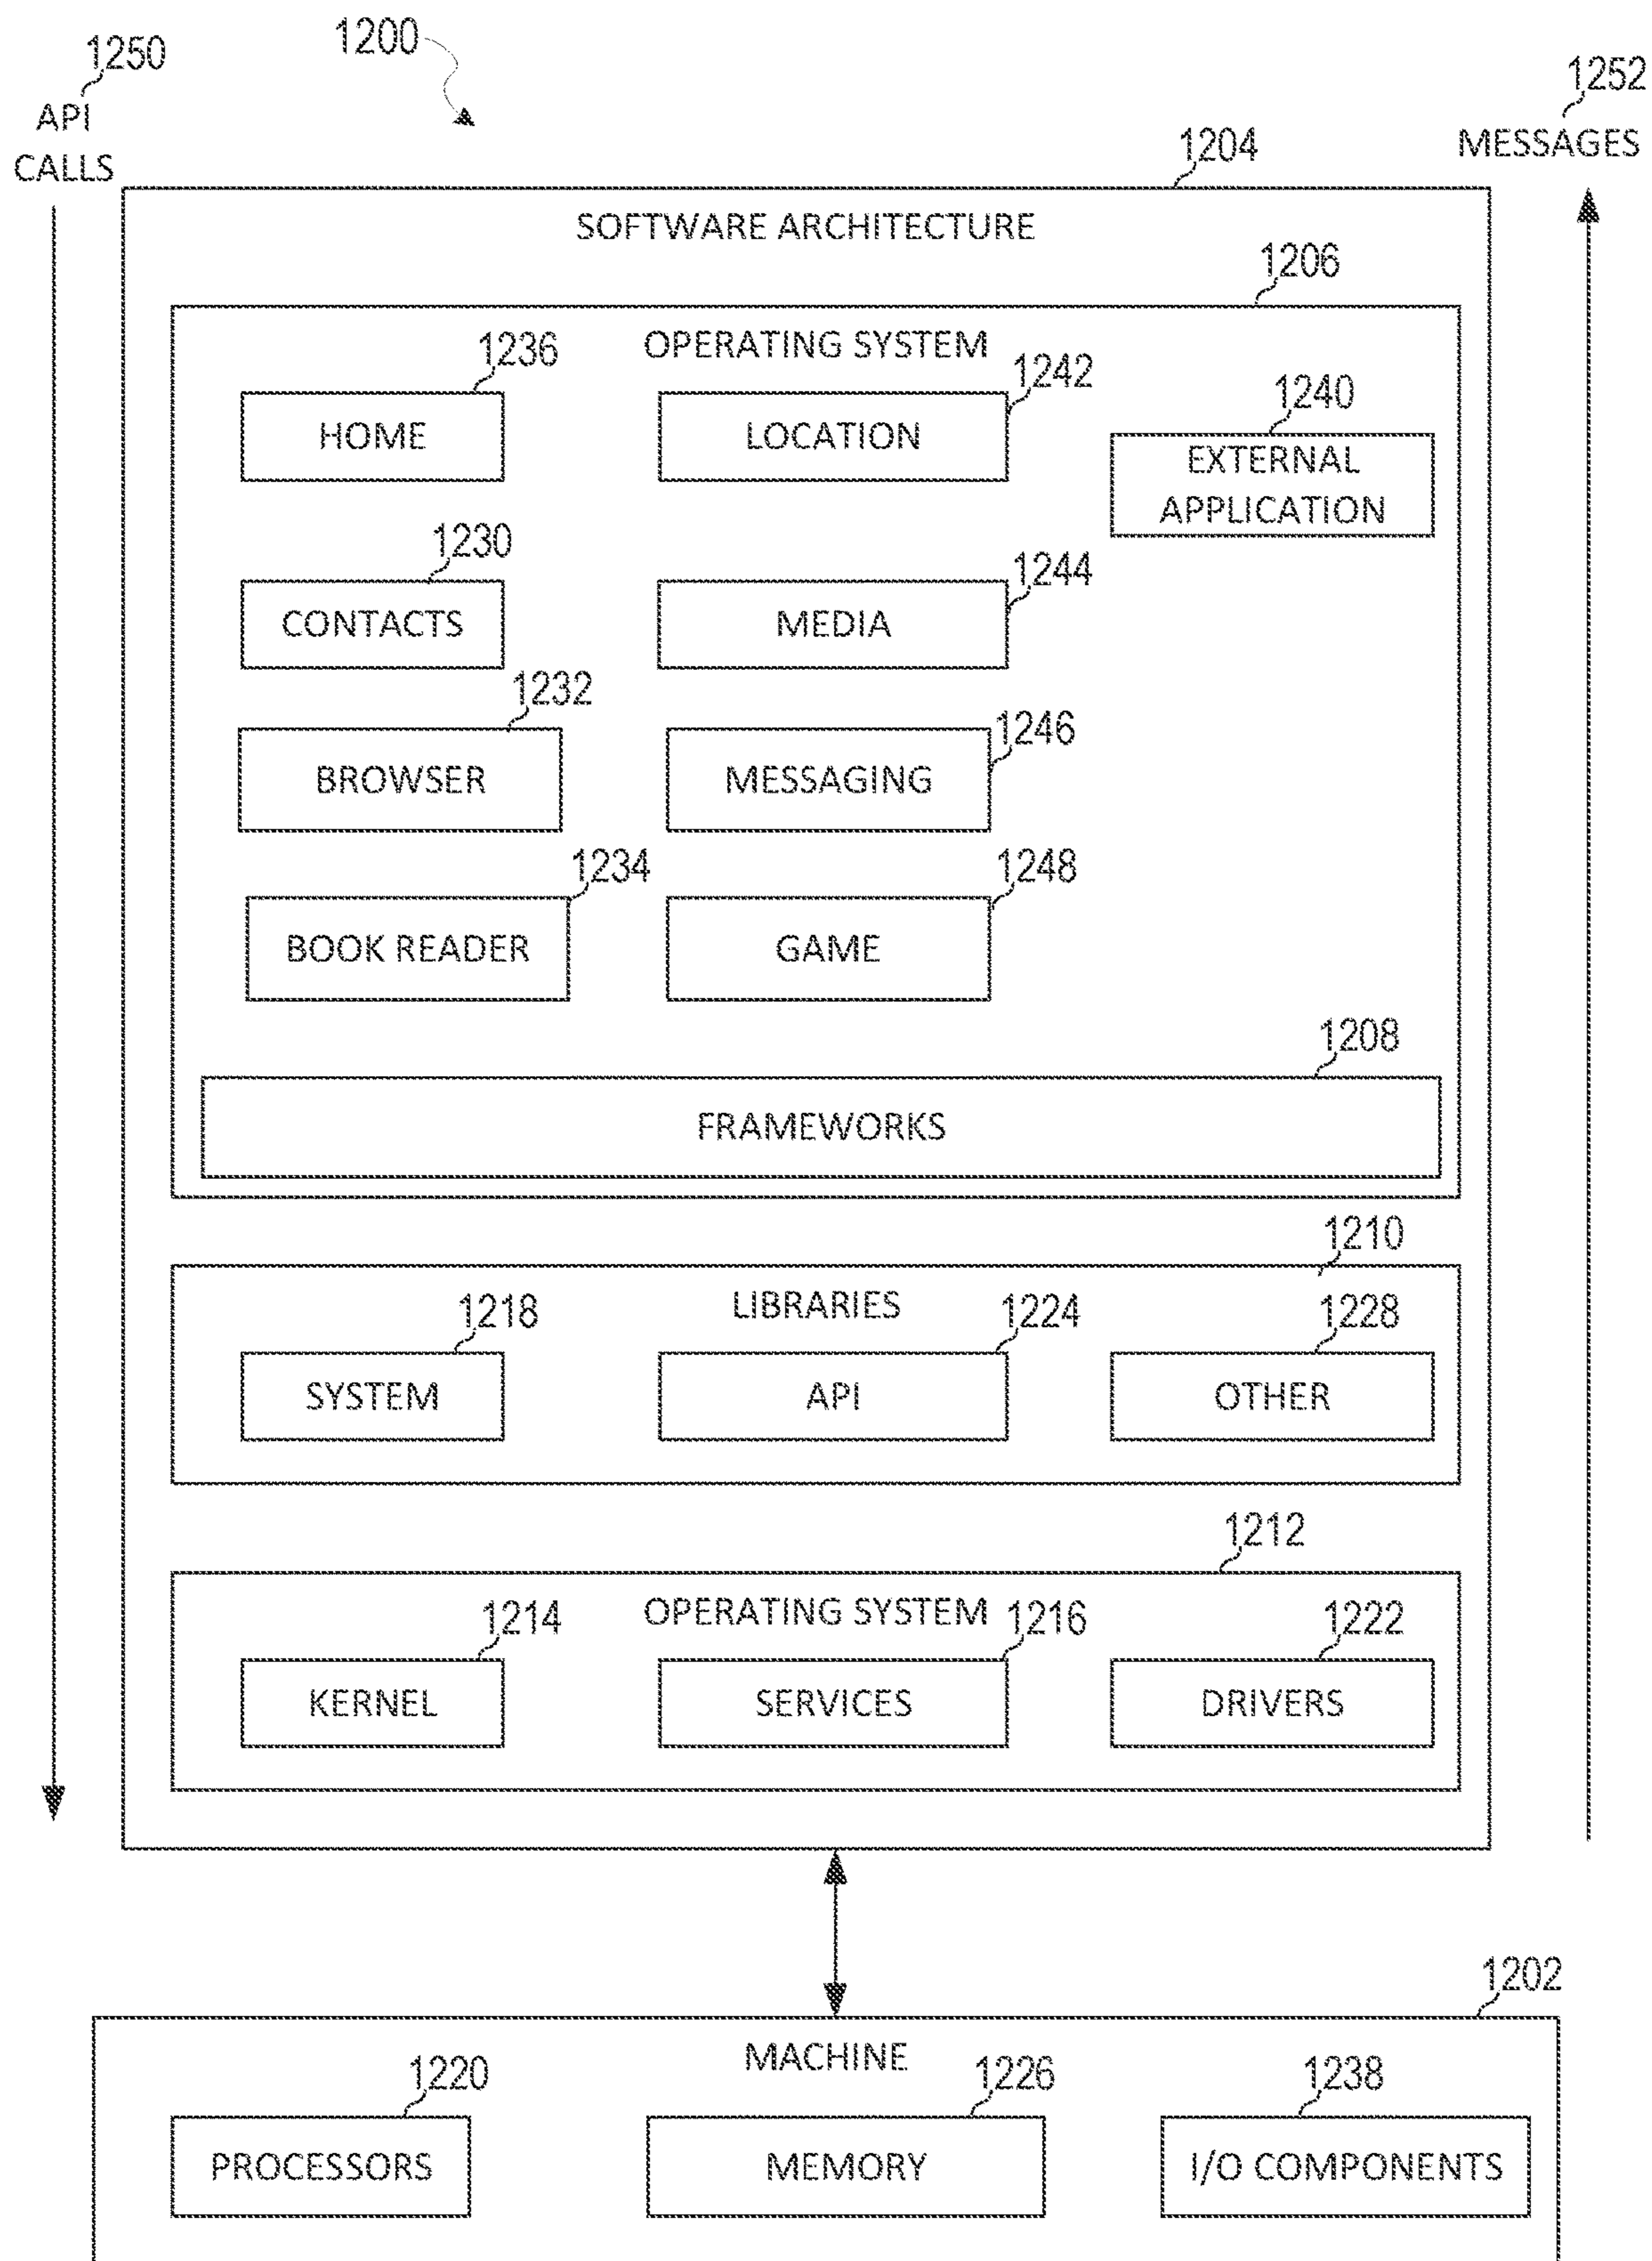 1250
1200
1252
API
CALLS
MESSAGES
1204
SOFTWARE ARCHITECTURE
1206
OPERATING SYSTEM
1236
1242
1240
HOME
LOCATION
EXTERNAL
APPLICATION
1230
1244
CONTACTS
MEDIA
1232
1246
BROWSER
MESSAGING
1234
1248
BOOK READER
GAME
1208
FRAMEWORKS
1210
LIBRARIES
1218
1224
1228
SYSTEM
API
OTHER
1212
OPERATING SYSTEM
1214
1216
1222
KERNEL
SERVICES
DRIVERS
1202
MACHINE
1220
1226
1238
PROCESSORS
MEMORY
I/O COMPONENTS